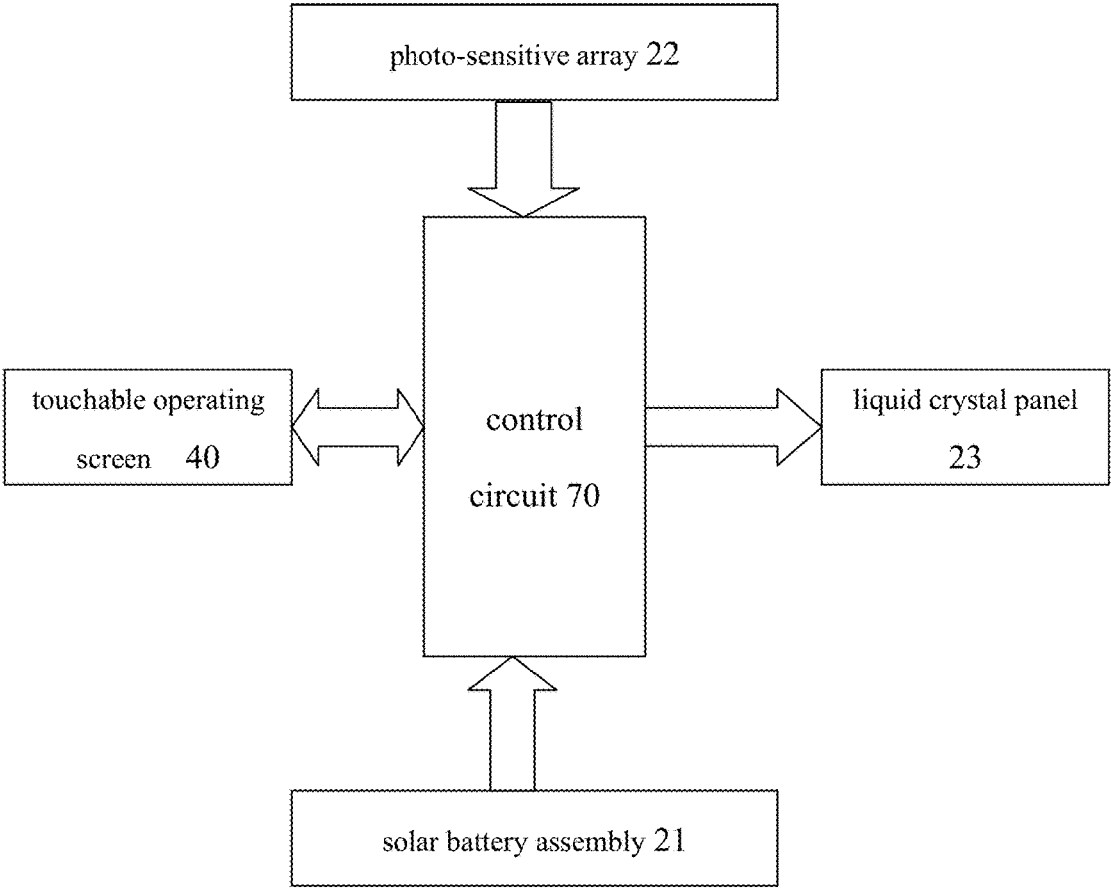 photo-sensitive array 22
touchable operating
screen 40
control
circuit 70
liquid crystal panel
23
solar battery assembly 21